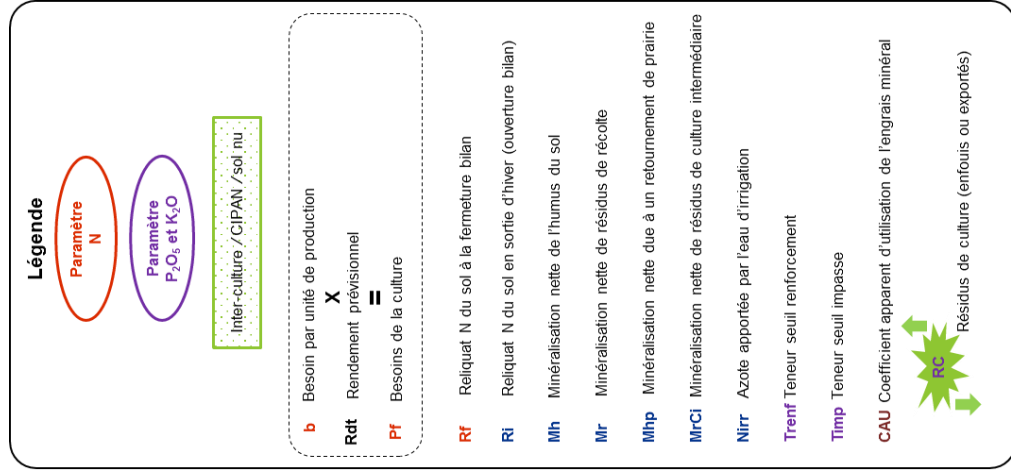 Légende
Paramètre
N
Paramètre
P₂O₅ et K₂O
Inter-culture / CIPAN / sol nu
b Besoin par unité de production
X
Rdt Rendement prévisionnel
=
Pf Besoins de la culture
Rf Reliquat N du sol à la fermeture bilan
Ri Reliquat N du sol en sortie d'hiver (ouverture bilan)
Mh Minéralisation nette de l'humus du sol
Mr Minéralisation nette de résidus de récolte
Mhp Minéralisation nette due à un retournement de prairie
MrCi Minéralisation nette de résidus de culture intermédiaire
Nirr Azote apportée par l'eau d'irrigation
Trenf Teneur seuil renforcement
Timp Teneur seuil impasse
CAU Coefficient apparent d'utilisation de l'engrais minéral
RC Résidus de culture (enfouis ou exportés)